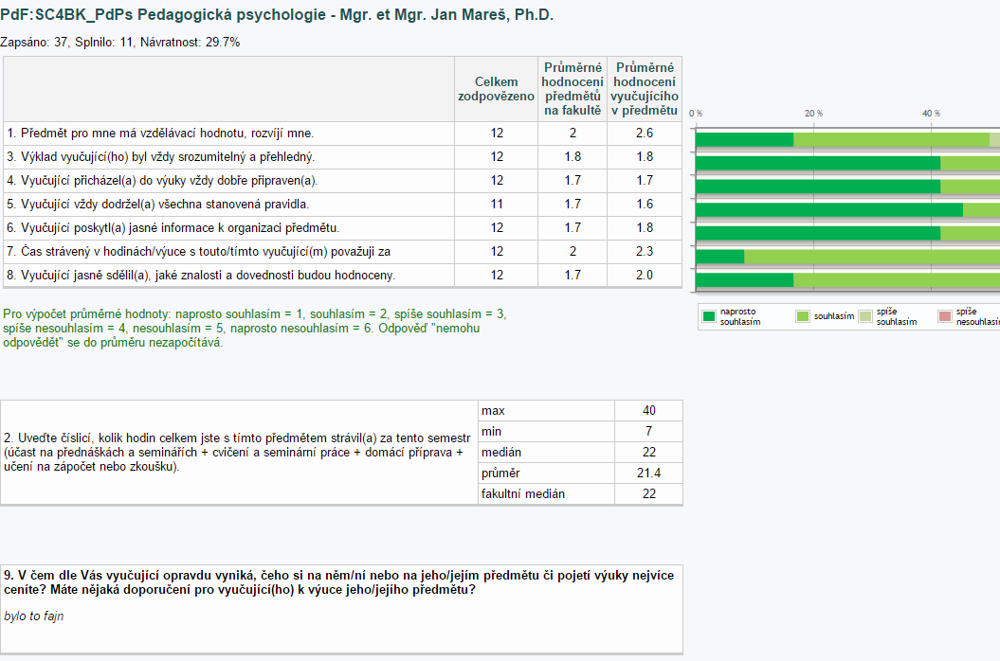 PdF:SC4BK_PdPs Pedagogická psychologie - Mgr. et Mgr. Jan Mareš, Ph.D.
Zapsáno: 37, Splnilo: 11, Návratnost: 29.7%
Celkem zodpovězeno
Průměrné hodnocení předmětů na fakultě
Průměrné hodnocení vyučujícího v předmětu
1. Předmět pro mne má vzdělávací hodnotu, rozvíjí mne. 12 2 2.6
3. Výklad vyučující(ho) byl vždy srozumitelný a přehledný. 12 1.8 1.8
4. Vyučující přicházel(a) do výuky vždy dobře připraven(a). 12 1.7 1.7
5. Vyučující vždy dodržel(a) všechna stanovená pravidla. 11 1.7 1.6
6. Vyučující poskytl(a) jasné informace k organizaci předmětu. 12 1.7 1.8
7. Čas strávený v hodinách/výuce s touto/tímto vyučující(m) považuji za 12 2 2.3
8. Vyučující jasně sdělil(a), jaké znalosti a dovednosti budou hodnoceny. 12 1.7 2.0
0 % 20 % 40 %
naprosto souhlasím
souhlasím
spíše souhlasím
spíše nesouhlasím
Pro výpočet průměrné hodnoty: naprosto souhlasím = 1, souhlasím = 2, spíše souhlasím = 3,
spíše nesouhlasím = 4, nesouhlasím = 5, naprosto nesouhlasím = 6. Odpověď "nemohu
odpovědět" se do průměru nezapočítává.
2. Uveďte číslicí, kolik hodin celkem jste s tímto předmětem strávil(a) za tento semestr
(účast na přednáškách a seminářích + cvičení a seminární práce + domácí příprava +
učení na zápočet nebo zkoušku).
max 40
min 7
medián 22
průměr 21.4
fakultní medián 22
9. V čem dle Vás vyučující opravdu vyniká, čeho si na něm/ní nebo na jeho/jejím předmětu či pojetí výuky nejvíce
ceníte? Máte nějaká doporučení pro vyučující(ho) k výuce jeho/jejího předmětu?
bylo to fajn